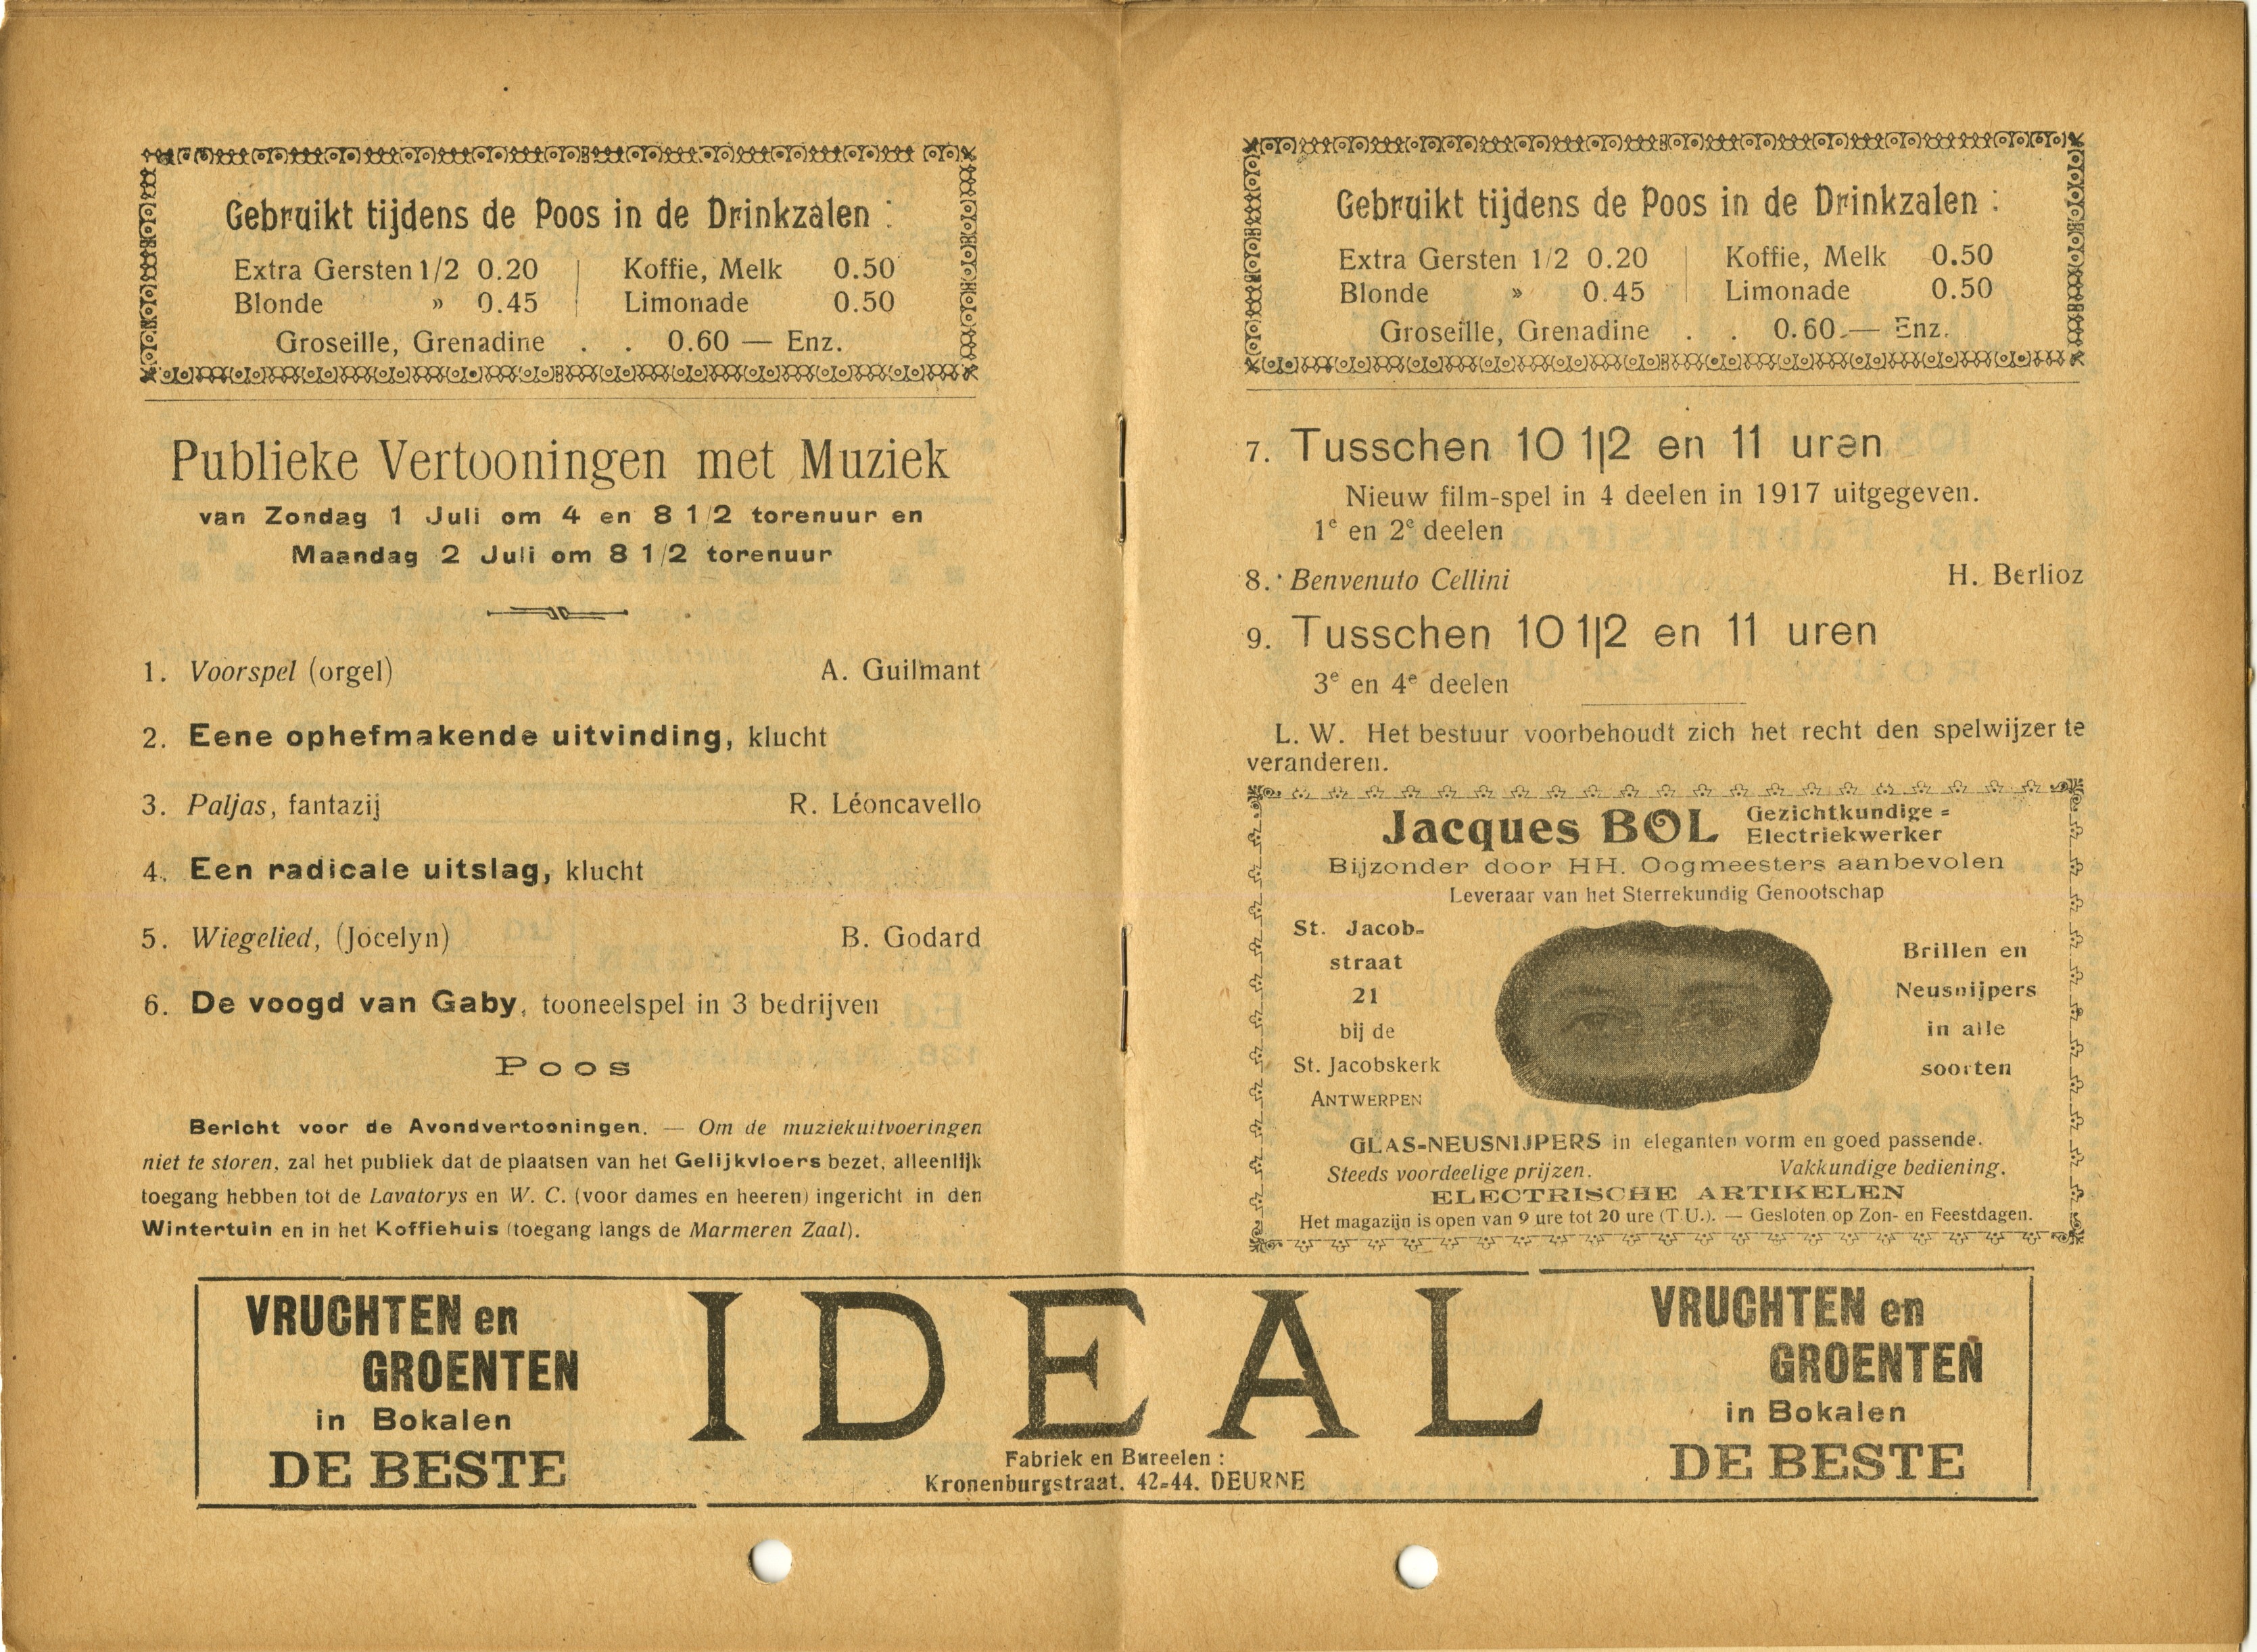 Gebruikt tijdens de Poos in de Drinkzalen :
Extra Gersten 1/2 0.20 Koffie, Melk 0.50
Blonde » 0.45 Limonade 0.50
Groseille, Grenadine . . 0.60 — Enz.
Publieke Vertooningen met Muziek
van Zondag 1 Juli om 4 en 8 1/2 torenuur en
Maandag 2 Juli om 8 1/2 torenuur
1. Voorspel (orgel) A. Guilmant
2. Eene ophefmakende uitvinding, klucht
3. Paljas, fantazij R. Léoncavello
4. Een radicale uitslag, klucht
5. Wiegelied, (Jocelyn) B. Godard
6. De voogd van Gaby, tooneelspel in 3 bedrijven
Poos
Bericht voor de Avondvertooningen. — Om de muziekuitvoeringen
niet te storen, zal het publiek dat de plaatsen van het Gelijkvloers bezet, alleenlijk
toegang hebben tot de Lavatorys en W. C. (voor dames en heeren) ingericht in den
Wintertuin en in het Koffiehuis (toegang langs de Marmeren Zaal).
Gebruikt tijdens de Poos in de Drinkzalen :
Extra Gersten 1/2 0.20 Koffie, Melk 0.50
Blonde » 0.45 Limonade 0.50
Groseille, Grenadine . . 0.60 — Enz.
7. Tusschen 10 1|2 en 11 uren
Nieuw film-spel in 4 deelen in 1917 uitgegeven.
1e en 2e deelen
8. Benvenuto Cellini H. Berlioz
9. Tusschen 10 1|2 en 11 uren
3e en 4e deelen
L. W. Het bestuur voorbehoudt zich het recht den spelwijzer te
veranderen.
Jacques BOL Gezichtkundige =
Electriekwerker
Bijzonder door HH. Oogmeesters aanbevolen
Leveraar van het Sterrekundig Genootschap
St. Jacob-
straat
21
bij de
St. Jacobskerk
ANTWERPEN
Brillen en
Neusnijpers
in alle
soorten
GLAS-NEUSNIJPERS in eleganten vorm en goed passende.
Steeds voordeelige prijzen. Vakkundige bediening.
ELECTRISCHE ARTIKELEN
Het magazijn is open van 9 ure tot 20 ure (T.U.). — Gesloten op Zon- en Feestdagen.
VRUCHTEN en
GROENTEN
in Bokalen
DE BESTE
IDEAL
Fabriek en Bureelen :
Kronenburgstraat, 42-44, DEURNE
VRUCHTEN en
GROENTEN
in Bokalen
DE BESTE